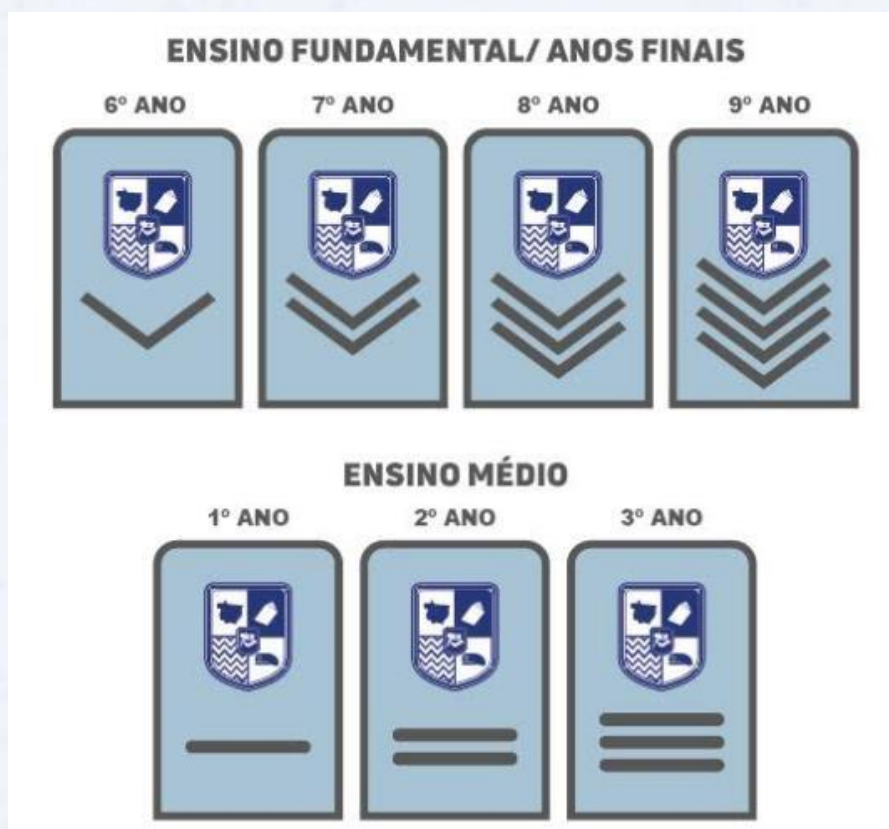 ENSINO FUNDAMENTAL/ ANOS FINAIS
6º ANO 7º ANO 8º ANO 9º ANO
ENSINO MÉDIO
1º ANO 2º ANO 3º ANO